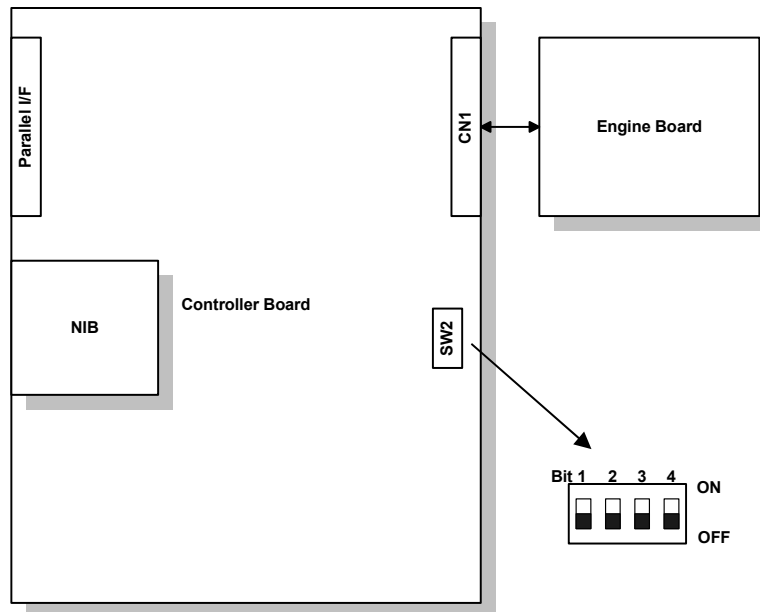 Parallel I/F
CN1
Engine Board
NIB
Controller Board
SW2
Bit 1 2 3 4
ON
OFF